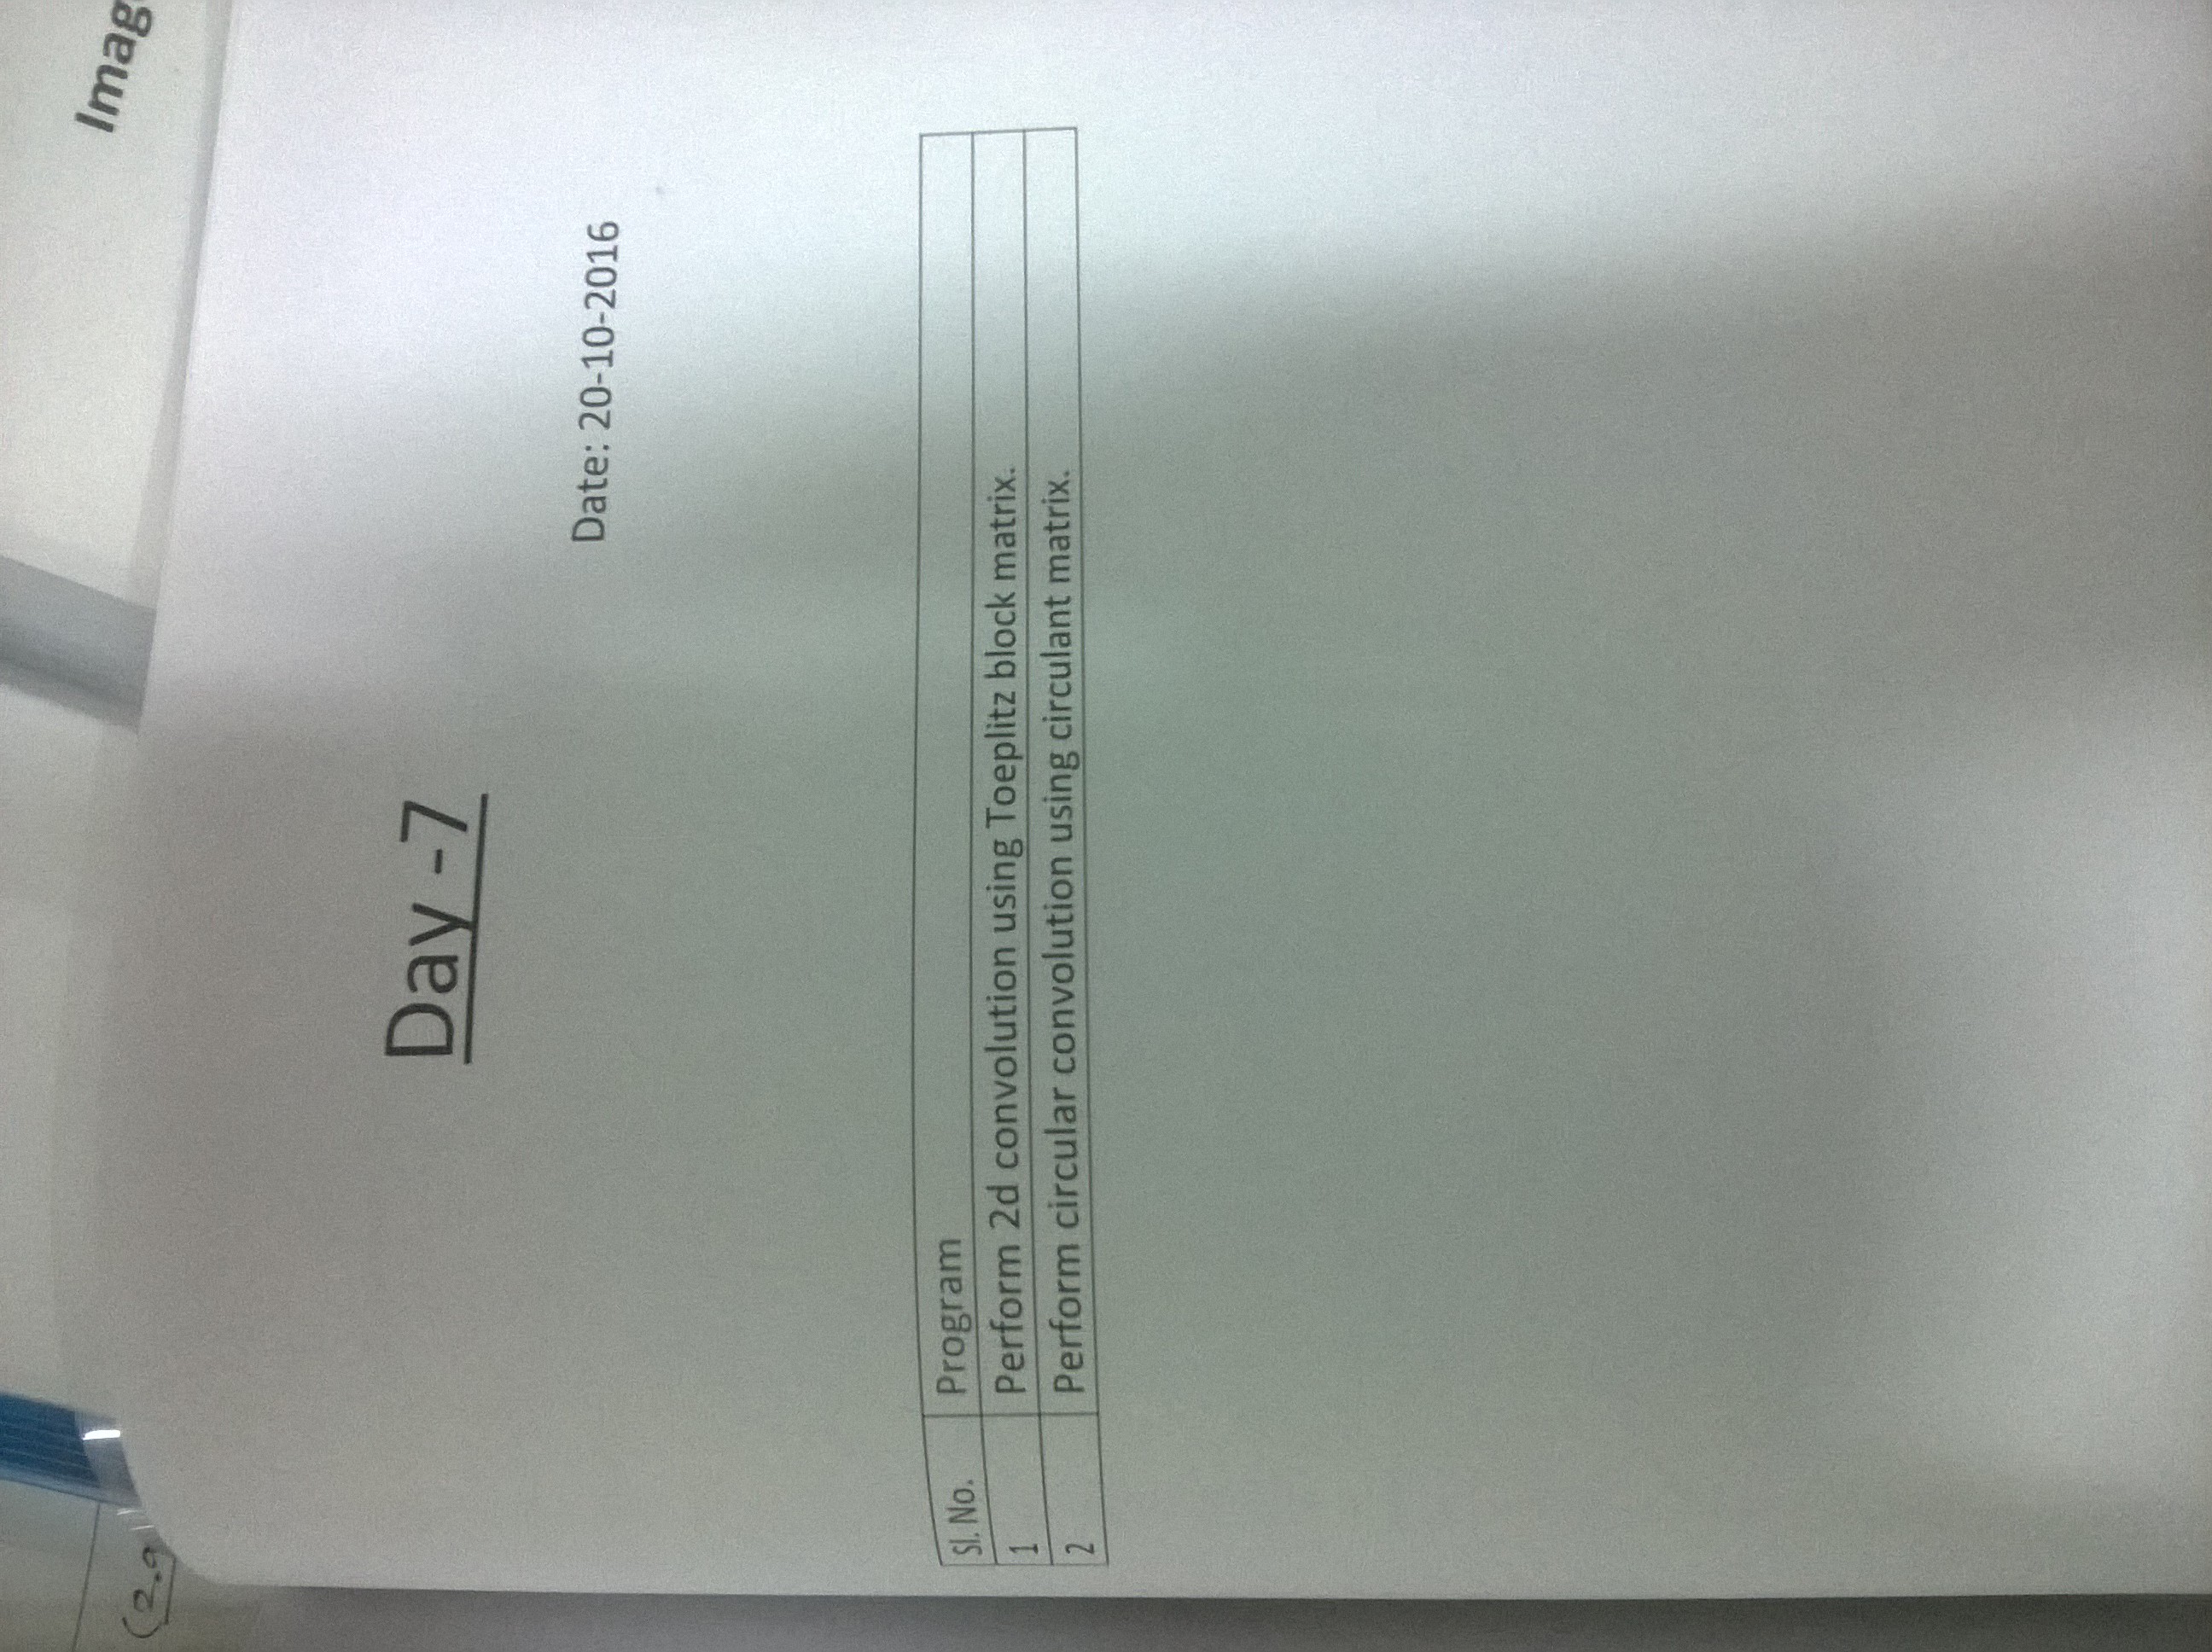 Imag
(2.9
Day -7
Date: 20-10-2016
Sl. No. Program
1 Perform 2d convolution using Toeplitz block matrix.
2 Perform circular convolution using circulant matrix.